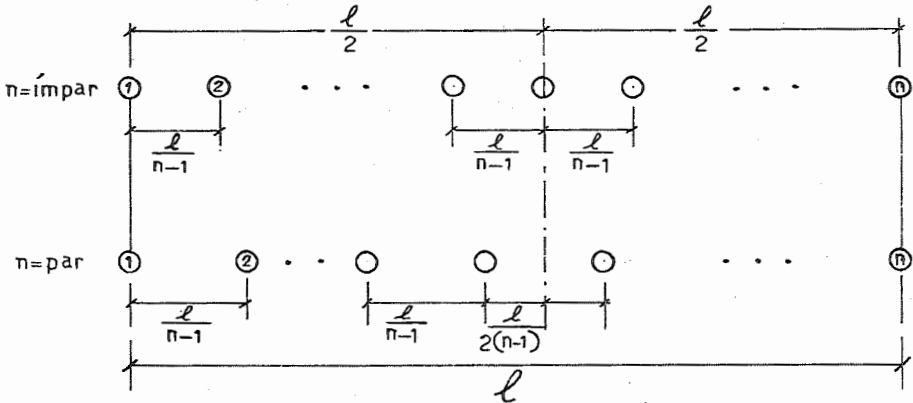 ℓ/2 ℓ/2
n=ímpar 1 2 . . . . . . n
ℓ/n-1 ℓ/n-1 ℓ/n-1
n=par 1 2 . . . . . n
ℓ/n-1 ℓ/n-1 ℓ/2(n-1)
ℓ